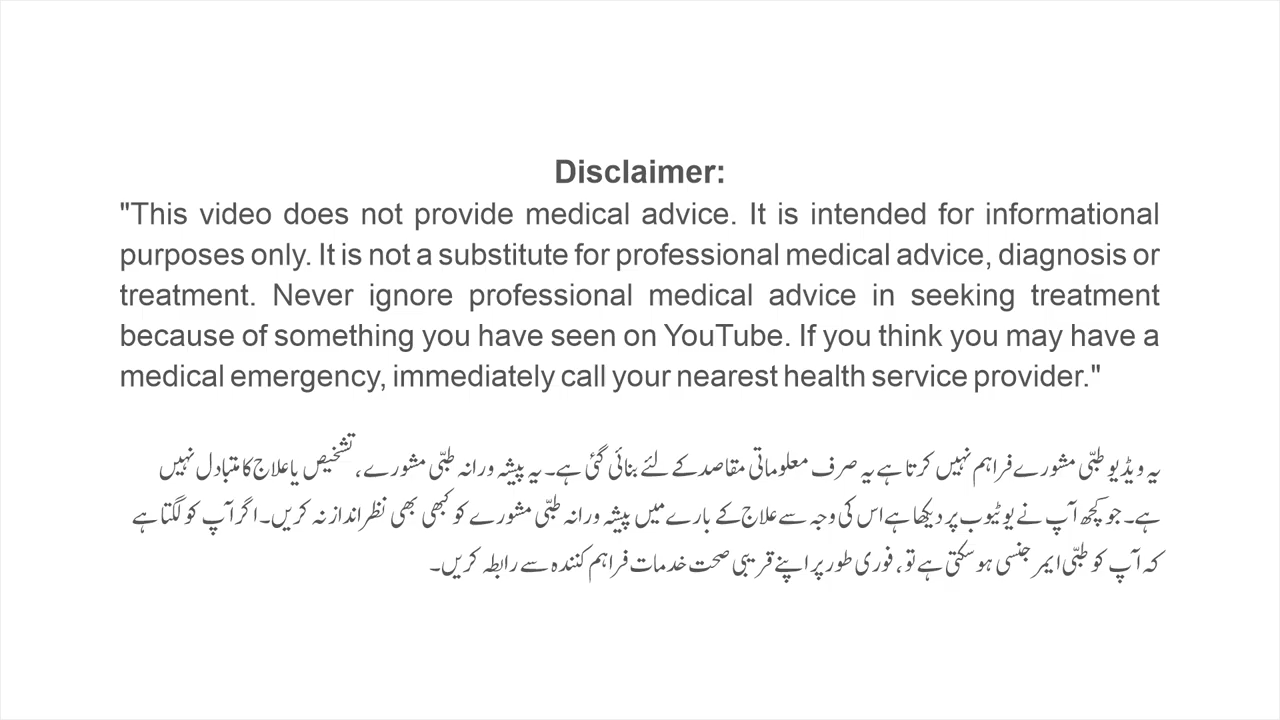 Disclaimer:
"This video does not provide medical advice. It is intended for informational
purposes only. It is not a substitute for professional medical advice, diagnosis or
treatment. Never ignore professional medical advice in seeking treatment
because of something you have seen on YouTube. If you think you may have a
medical emergency, immediately call your nearest health service provider."
یہ ویڈیو طبّی مشورے فراہم نہیں کرتا ہے یہ صرف معلوماتی مقاصد کے لئے بنائی گئی ہے۔ یہ پیشہ ورانہ طبّی مشورے، تشخیص یا علاج کا متبادل نہیں
ہے۔ جو کچھ آپ نے یوٹیوب پر دیکھا ہے اس کی وجہ سے علاج کے بارے میں پیشہ ورانہ طبّی مشورے کو کبھی بھی نظر انداز نہ کریں۔ اگر آپ کو لگتا ہے
کہ آپ کو طبّی ایمرجنسی ہو سکتی ہے تو، فوری طور پر اپنے قریبی صحت خدمات فراہم کنندہ سے رابطہ کریں۔